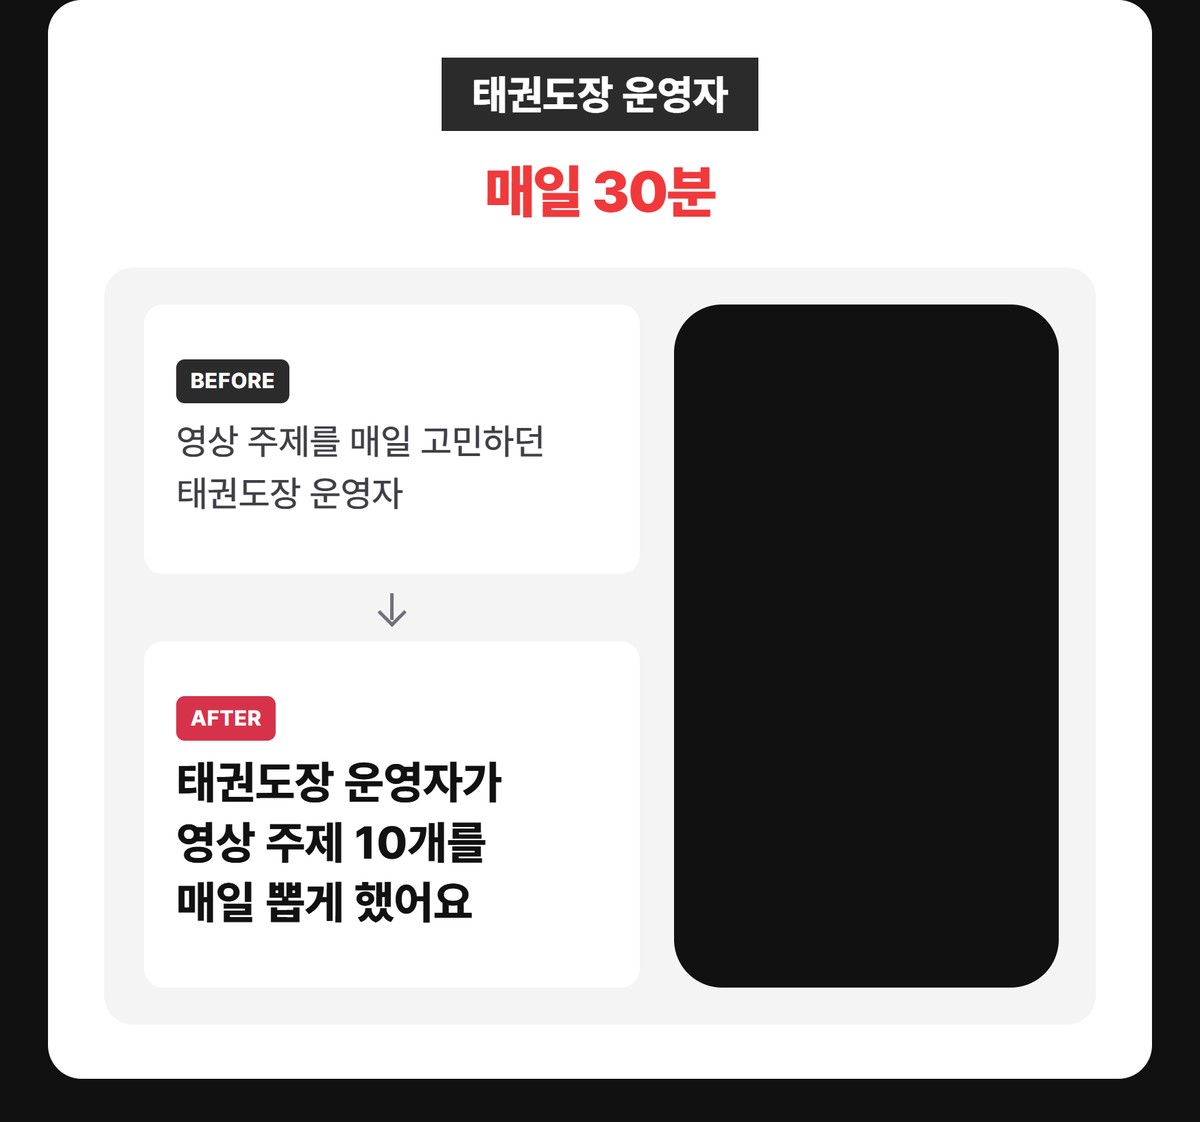 태권도장 운영자
매일 30분
BEFORE
영상 주제를 매일 고민하던
태권도장 운영자
AFTER
태권도장 운영자가
영상 주제 10개를
매일 뽑게 했어요